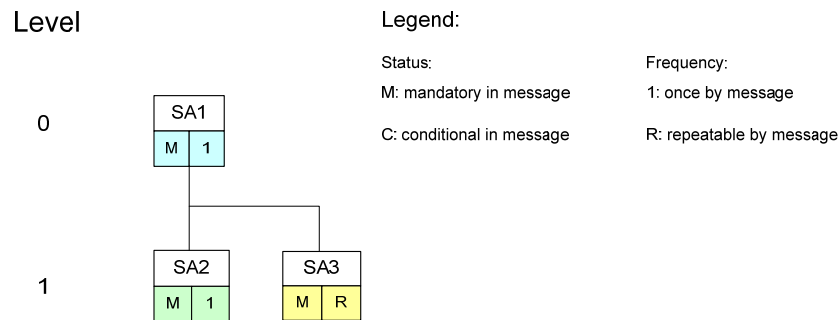 Level
Legend:
Status:
Frequency:
M: mandatory in message
1: once by message
C: conditional in message
R: repeatable by message
0
SA1
M 1
1
SA2
M 1
SA3
M R